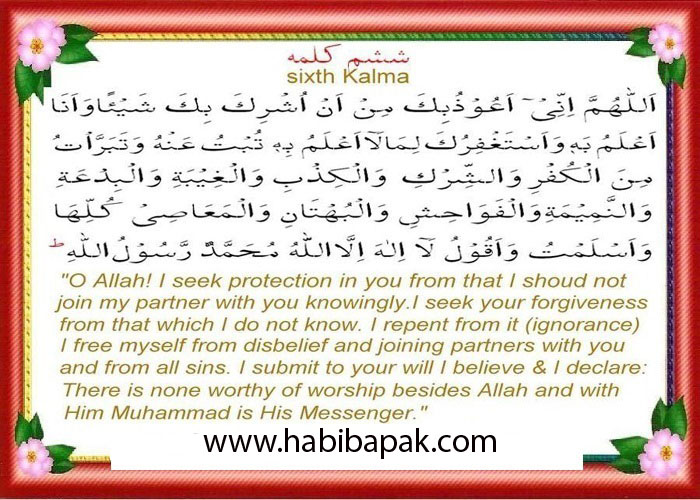 ششم کلمه
sixth Kalma
اَللّٰهُمَّ اِنِّیْٓ اَعُوْذُبِكَ مِنْ اَنْ اُشْرِكَ بِكَ شَيْئًاوَّاَنَا
اَعْلَمُ بِهٖ وَاَسْتَغْفِرُكَ لِمَالَآاَعْلَمُ بِهٖ تُبْتُ عَنْهُ وَتَبَرَّأْتُ
مِنَ الْكُفْرِ وَالشِّرْكِ وَالْكِذْبِ وَالْغِيْبَةِ وَالْبِدْعَةِ
وَالنَّمِيْمَةِ وَالْفَوَاحِشِ وَالْبُهْتَانِ وَالْمَعَاصِیْ كُلِّهَا
وَاَسْلَمْتُ وَاَقُوْلُ لَآ اِلٰهَ اِلَّااللّٰهُ مُحَمَّدٌ رَّسُوْلُ اللّٰهِ ؕ
"O Allah! I seek protection in you from that I shoud not
join my partner with you knowingly.I seek your forgiveness
from that which I do not know. I repent from it (ignorance)
I free myself from disbelief and joining partners with you
and from all sins. I submit to your will I believe & I declare:
There is none worthy of worship besides Allah and with
Him Muhammad is His Messenger."
www.habibapak.com